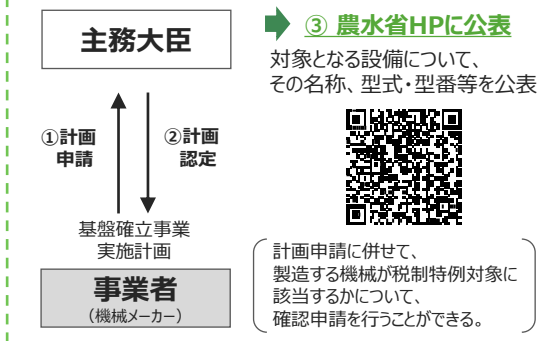 主務大臣
③ 農水省HPに公表
対象となる設備について、
その名称、型式・型番等を公表
①計画
申請
②計画
認定
基盤確立事業
実施計画
事業者
（機械メーカー）
計画申請に併せて、
製造する機械が税制特例対象に
該当するかについて、
確認申請を行うことができる。